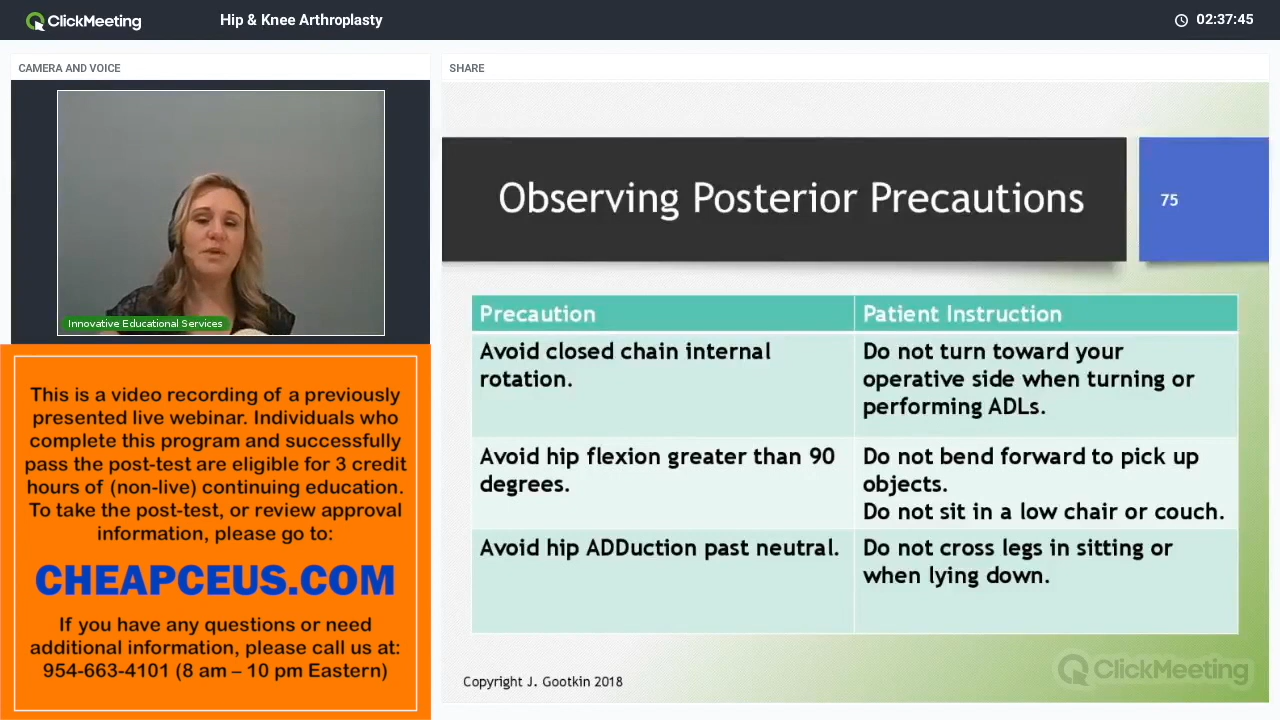 ClickMeeting
Hip & Knee Arthroplasty
02:37:45
CAMERA AND VOICE
Innovative Educational Services
This is a video recording of a previously
presented live webinar. Individuals who
complete this program and successfully
pass the post-test are eligible for 3 credit
hours of (non-live) continuing education.
To take the post-test, or review approval
information, please go to:
CHEAPCEUS.COM
If you have any questions or need
additional information, please call us at:
954-663-4101 (8 am – 10 pm Eastern)
SHARE
Observing Posterior Precautions
75
Precaution
Patient Instruction
Avoid closed chain internal
rotation.
Do not turn toward your
operative side when turning or
performing ADLs.
Avoid hip flexion greater than 90
degrees.
Do not bend forward to pick up
objects.
Do not sit in a low chair or couch.
Avoid hip ADDuction past neutral.
Do not cross legs in sitting or
when lying down.
Copyright J. Gootkin 2018
ClickMeeting